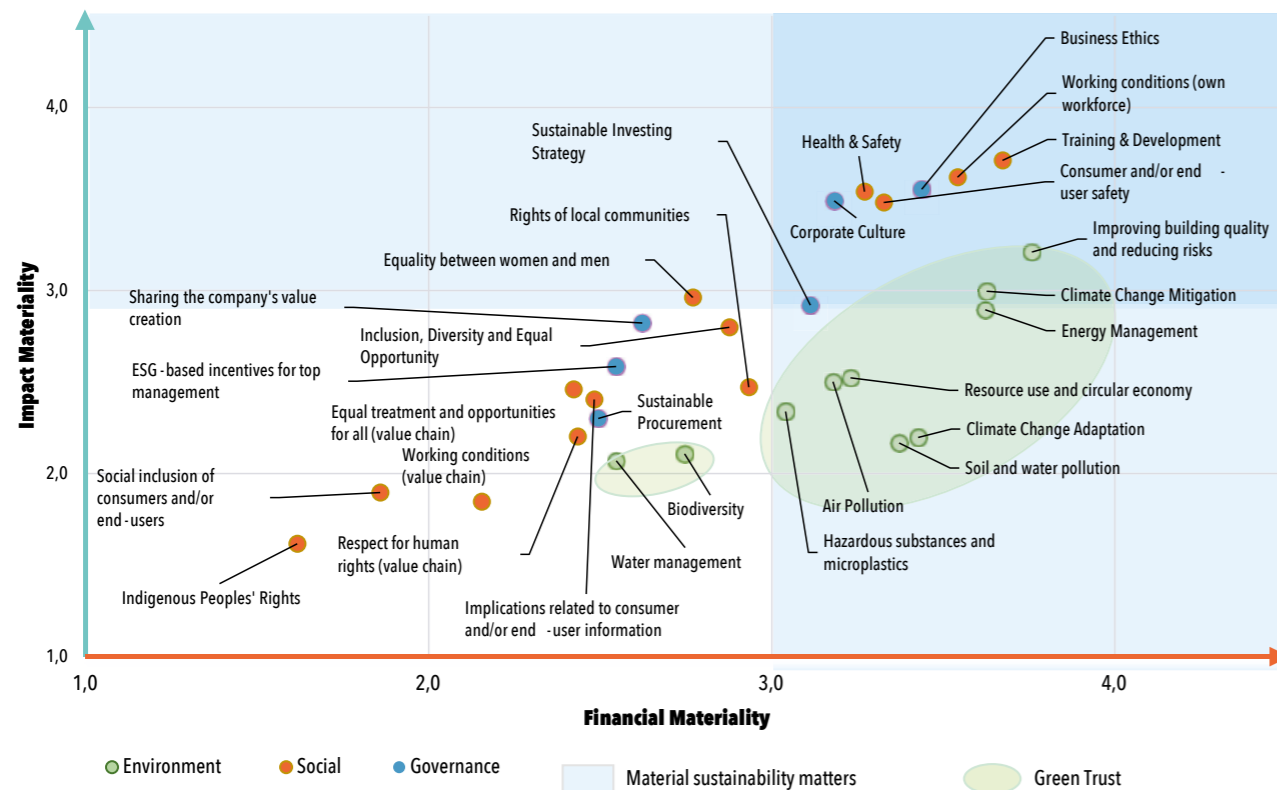 Business Ethics
4,0
Working conditions (own
workforce)
Sustainable Investing
Strategy
Health & Safety
Training & Development
Consumer and/or end -
user safety
Rights of local communities
Corporate Culture
Improving building quality
and reducing risks
Equality between women and men
3,0
Sharing the company's value
creation
Climate Change Mitigation
Inclusion, Diversity and Equal
Opportunity
Energy Management
Impact Materiality
ESG -based incentives for top
management
Resource use and circular economy
Equal treatment and opportunities
for all (value chain)
Sustainable
Procurement
Climate Change Adaptation
Working conditions
(value chain)
2,0
Soil and water pollution
Social inclusion of
consumers and/or
end -users
Biodiversity
Air Pollution
Respect for human
rights (value chain)
Water management
Hazardous substances and
microplastics
Indigenous Peoples' Rights
Implications related to consumer
and/or end -user information
1,0
1,0
2,0
3,0
4,0
Financial Materiality
Environment
Social
Governance
Material sustainability matters
Green Trust